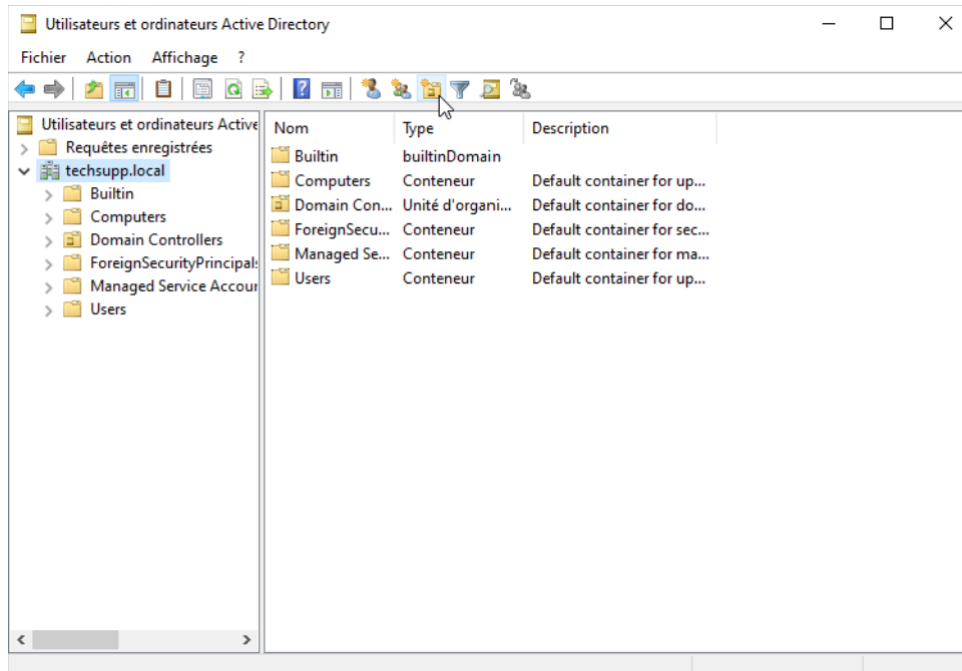 Utilisateurs et ordinateurs Active Directory
Fichier Action Affichage ?
Utilisateurs et ordinateurs Active
Requêtes enregistrées
techsupp.local
Builtin
Computers
Domain Controllers
ForeignSecurityPrincipals
Managed Service Accour
Users
Nom Type Description
Builtin builtinDomain
Computers Conteneur Default container for up...
Domain Con... Unité d'organi... Default container for do...
ForeignSecu... Conteneur Default container for sec...
Managed Se... Conteneur Default container for ma...
Users Conteneur Default container for up...